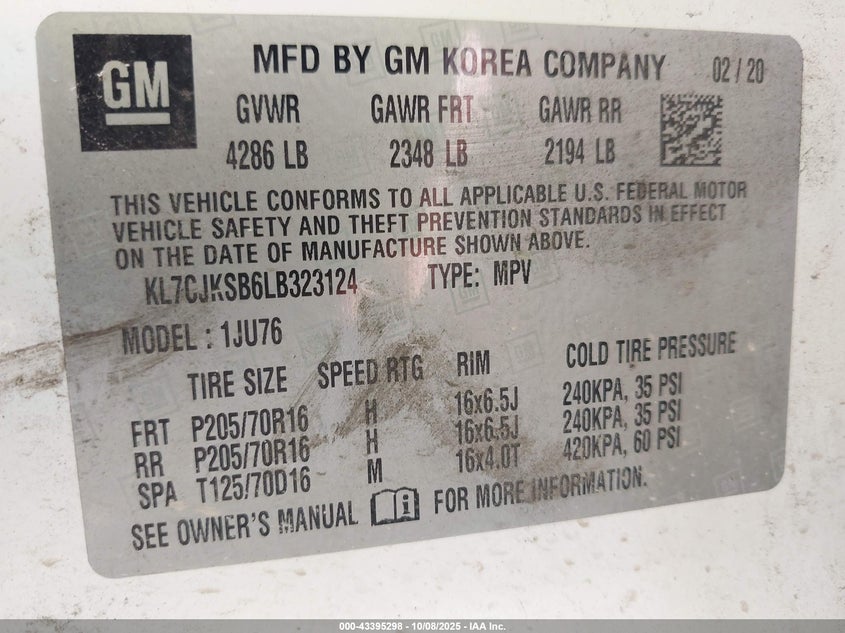 GM
MFD BY GM KOREA COMPANY 02/20
GVWR GAWR FRT GAWR RR
4286 LB 2348 LB 2194 LB
THIS VEHICLE CONFORMS TO ALL APPLICABLE U.S. FEDERAL MOTOR
VEHICLE SAFETY AND THEFT PREVENTION STANDARDS IN EFFECT
ON THE DATE OF MANUFACTURE SHOWN ABOVE.
KL7CJKSB6LB323124 TYPE: MPV
MODEL : 1JU76
TIRE SIZE SPEED RTG RIM COLD TIRE PRESSURE
FRT P205/70R16 H 16x6.5J 240KPA, 35 PSI
RR P205/70R16 H 16x6.5J 240KPA, 35 PSI
SPA T125/70D16 M 16x4.0T 420KPA, 60 PSI
SEE OWNER'S MANUAL FOR MORE INFORMATION.
000-43395298 - 10/08/2025 - IAA Inc.